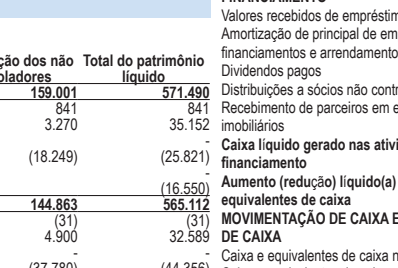 ção dos não Total do patrimônio
oladores líquido
159.001 571.490
841 841
3.270 35.152
-
(18.249) (25.821)
-
(16.550)
144.863 565.112
(31) (31)
4.900 32.589
- -
(37.780) (44.356)
Valores recebidos de emprésti
Amortização de principal de em
financiamentos e arrendamento
Dividendos pagos
Distribuições a sócios não contr
Recebimento de parceiros em e
imobiliários
Caixa líquido gerado nas ativi
financiamento
Aumento (redução) líquido(a)
equivalentes de caixa
MOVIMENTAÇÃO DE CAIXA E
DE CAIXA
Caixa e equivalentes de caixa n